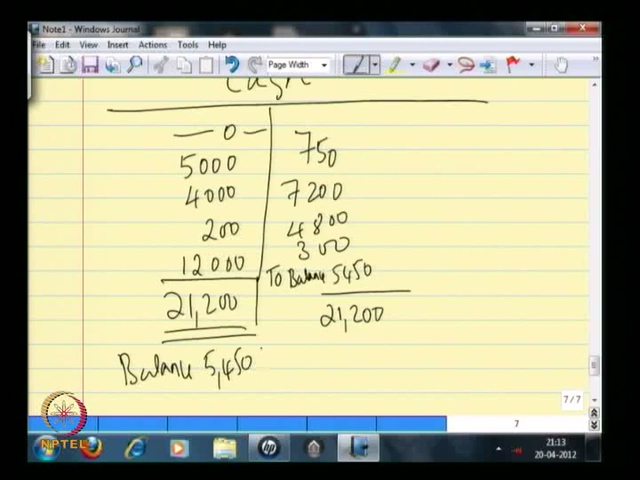 Note1 - Windows Journal
File Edit View Insert Actions Tools Help
Page Width
Cash
— 0 —
5000
4000
200
12000
21,200
Balance 5,450
750
7200
4800
300
To Balance 5450
21,200
7/7
7
NPTEL
21:13
20-04-2012